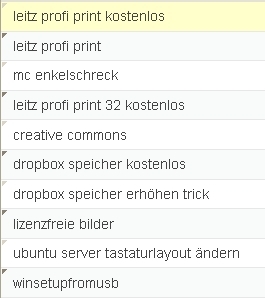 leitz profi print kostenlos
leitz profi print
mc enkelschreck
leitz profi print 32 kostenlos
creative commons
dropbox speicher kostenlos
dropbox speicher erhöhen trick
lizenzfreie bilder
ubuntu server tastaturlayout ändern
winsetupfromusb